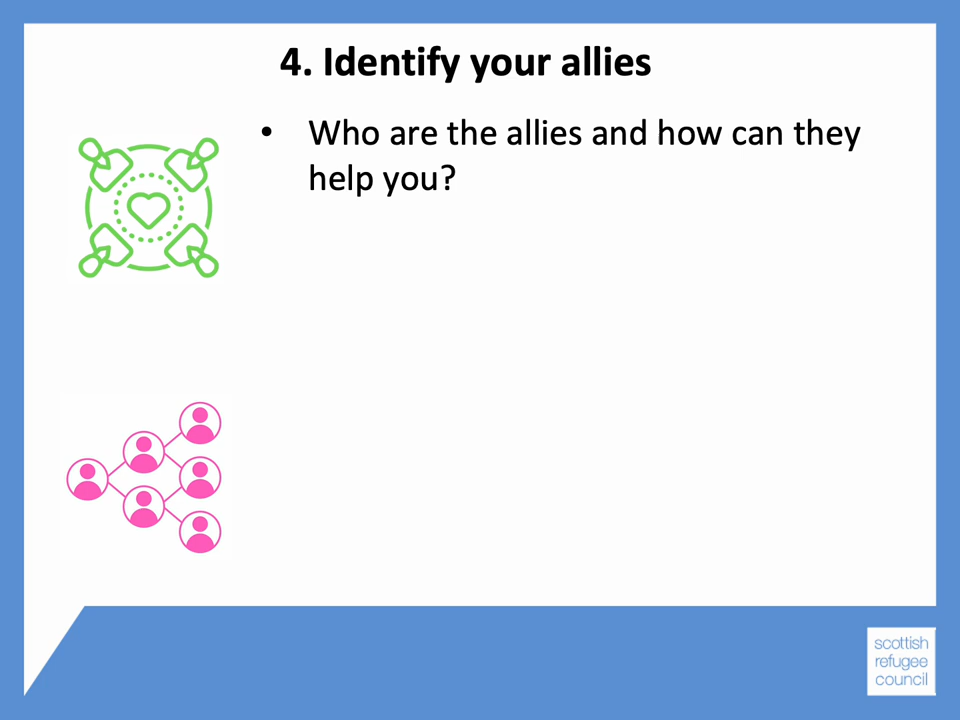 4. Identify your allies
• Who are the allies and how can they
help you?
scottish
refugee
council